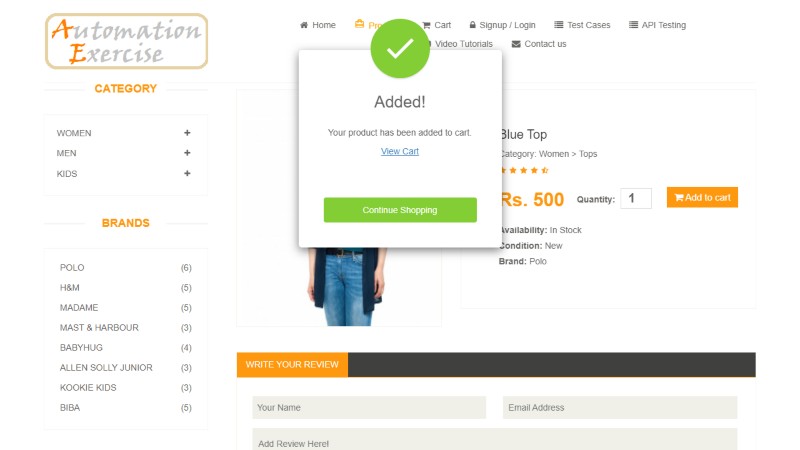 Automation
Exercise
Home
Cart
Signup / Login
Test Cases
API Testing
Video Tutorials
Contact us
CATEGORY
WOMEN
MEN
KIDS
BRANDS
POLO (6)
H&M (5)
MADAME (5)
MAST & HARBOUR (3)
BABYHUG (4)
ALLEN SOLLY JUNIOR (3)
KOOKIE KIDS (3)
BIBA (5)
Added!
Your product has been added to cart.
View Cart
Continue Shopping
Blue Top
Category: Women > Tops
Rs. 500 Quantity: 1 Add to cart
Availability: In Stock
Condition: New
Brand: Polo
WRITE YOUR REVIEW
Your Name
Email Address
Add Review Here!